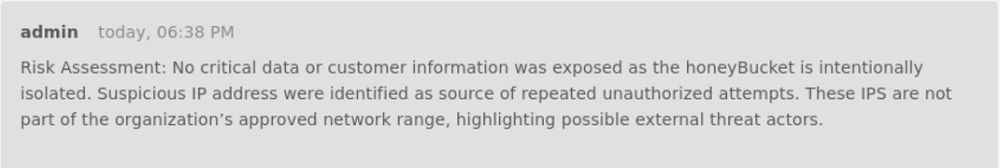 admin today, 06:38 PM
Risk Assessment: No critical data or customer information was exposed as the honeyBucket is intentionally
isolated. Suspicious IP address were identified as source of repeated unauthorized attempts. These IPS are not
part of the organization’s approved network range, highlighting possible external threat actors.